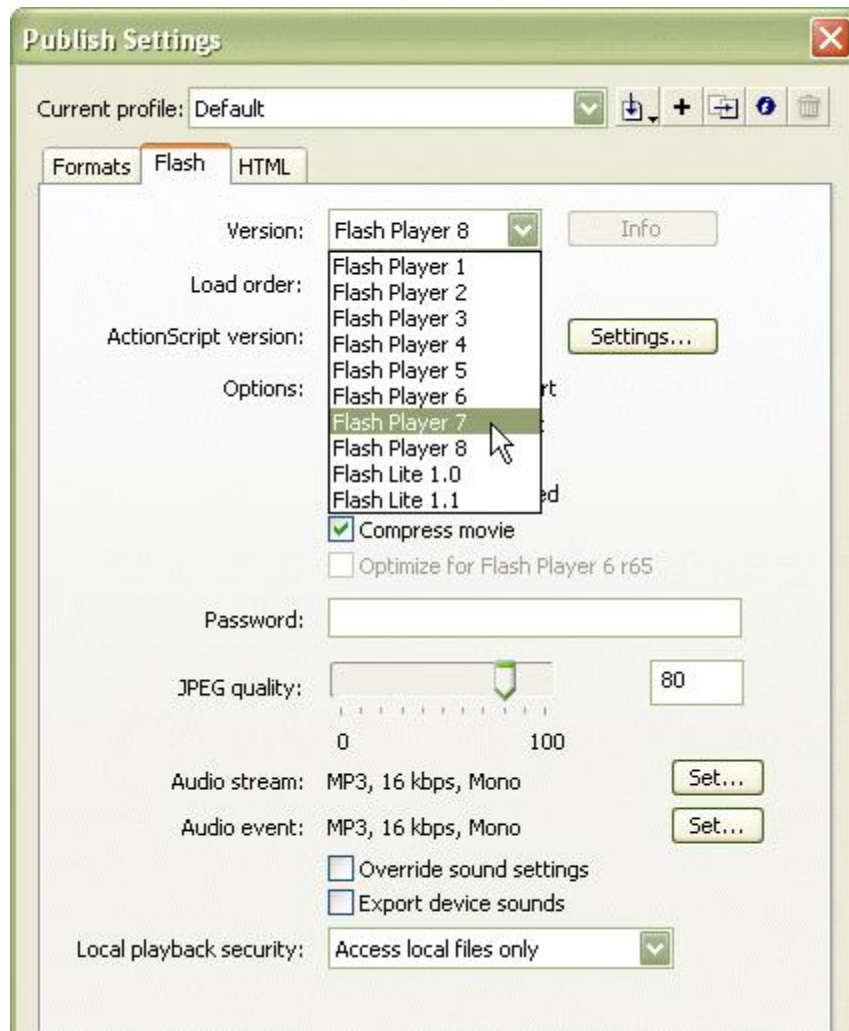 Publish Settings
Current profile: Default
Formats Flash HTML
Version: Flash Player 8 Info
Flash Player 1
Load order: Flash Player 2
Flash Player 3
ActionScript version: Flash Player 4 Settings...
Flash Player 5
Options: Flash Player 6 rt
Flash Player 7
Flash Player 8
Flash Lite 1.0
Flash Lite 1.1 ed
Compress movie
Optimize for Flash Player 6 r65
Password:
JPEG quality: 80
0 100
Audio stream: MP3, 16 kbps, Mono Set...
Audio event: MP3, 16 kbps, Mono Set...
Override sound settings
Export device sounds
Local playback security: Access local files only